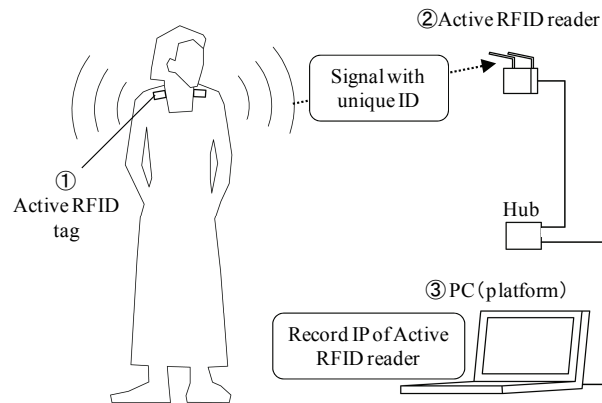 ②Active RFID reader
Signal with
unique ID
①
Active RFID
tag
Hub
③PC(platform)
Record IP of Active
RFID reader